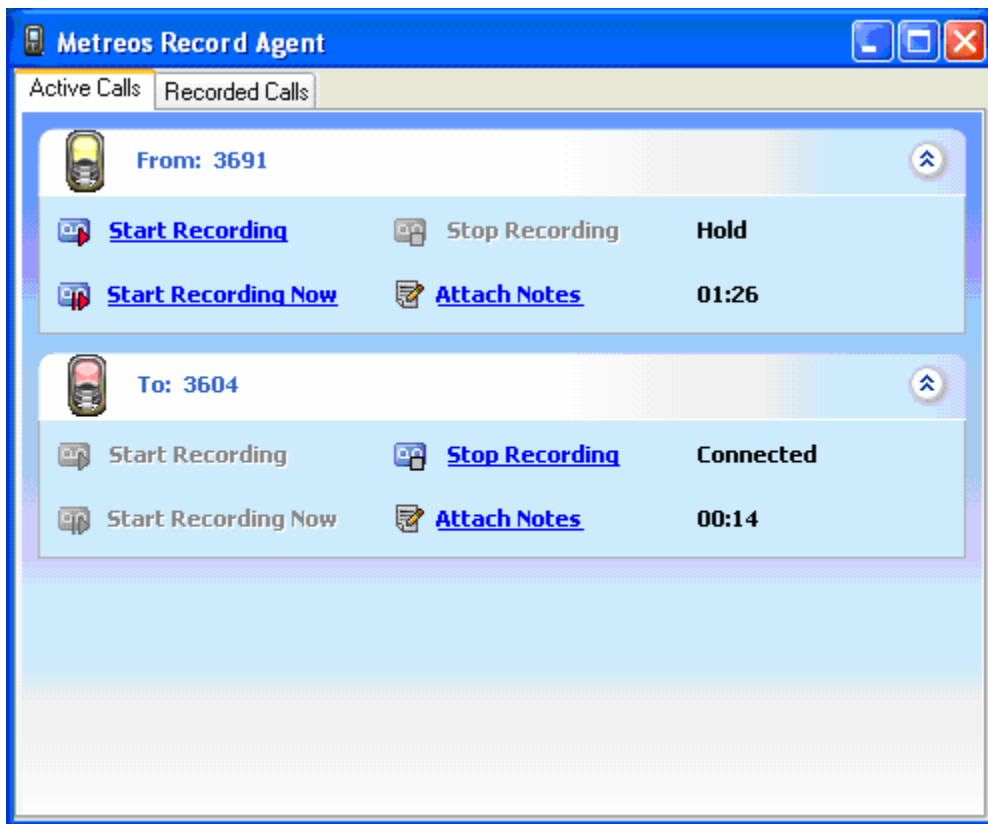 Metreos Record Agent
Active Calls Recorded Calls
From: 3691
Start Recording Stop Recording Hold
Start Recording Now Attach Notes 01:26
To: 3604
Start Recording Stop Recording Connected
Start Recording Now Attach Notes 00:14